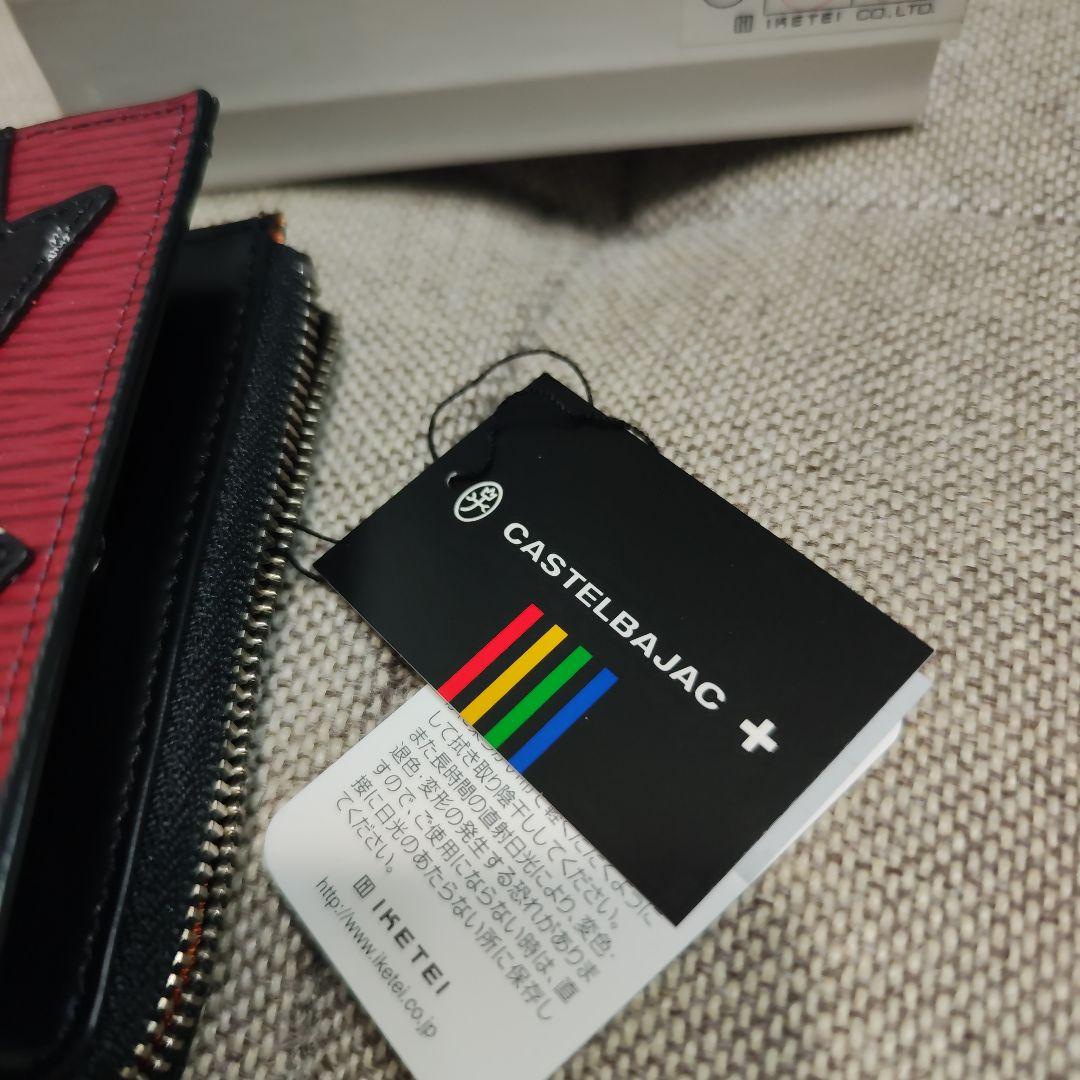 IKETEI CO.,LTD.
CASTELBAJAC
して拭き取り陰干ししてください。
また長時間の直射日光により、変色・
退色・変形の発生する恐れがありま
すので、ご使用にならない時は、直
接に日光のあたらない所に保存し
てください。
IKETEI
http://www.iketei.co.jp